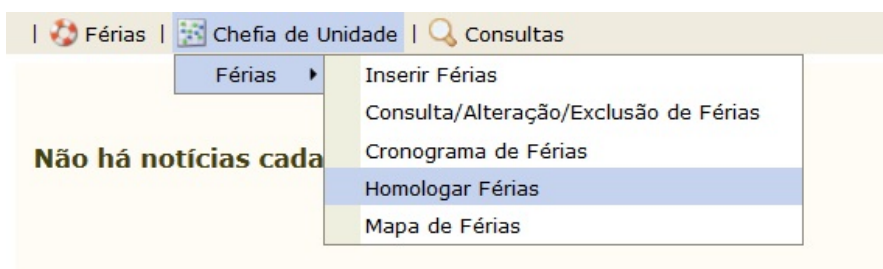 | Férias | Chefia de Unidade | Consultas
Férias
Inserir Férias
Consulta/Alteração/Exclusão de Férias
Não há notícias cada
Cronograma de Férias
Homologar Férias
Mapa de Férias